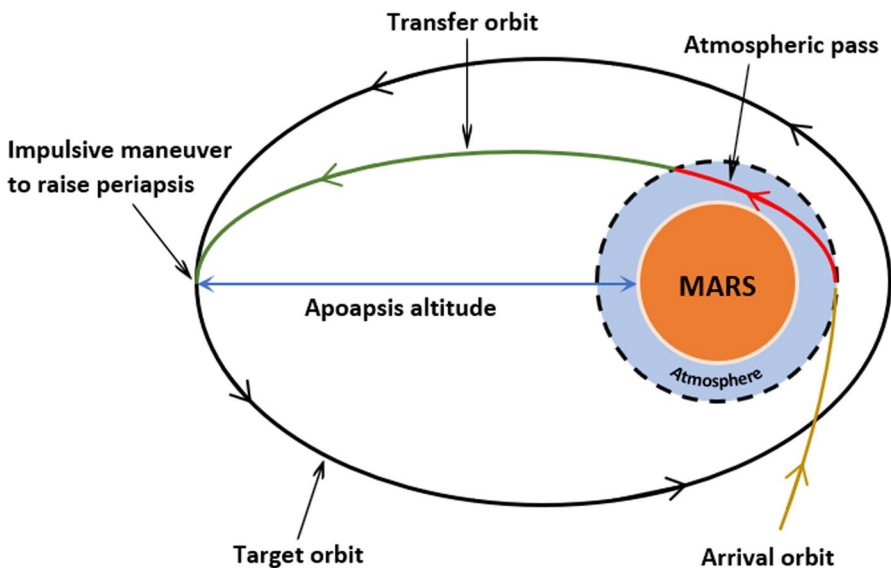 Transfer orbit
Atmospheric pass
Impulsive maneuver
to raise periapsis
MARS
Apoapsis altitude
Atmosphere
Target orbit
Arrival orbit